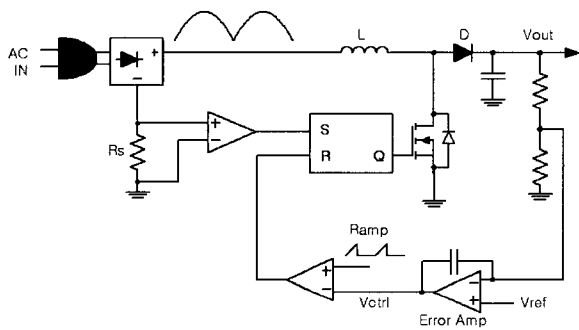 AC
IN
+
−
L
D
Vout
Rs
+
−
S
R
Q
Ramp
+
−
Vctrl
−
+
Vref
Error Amp